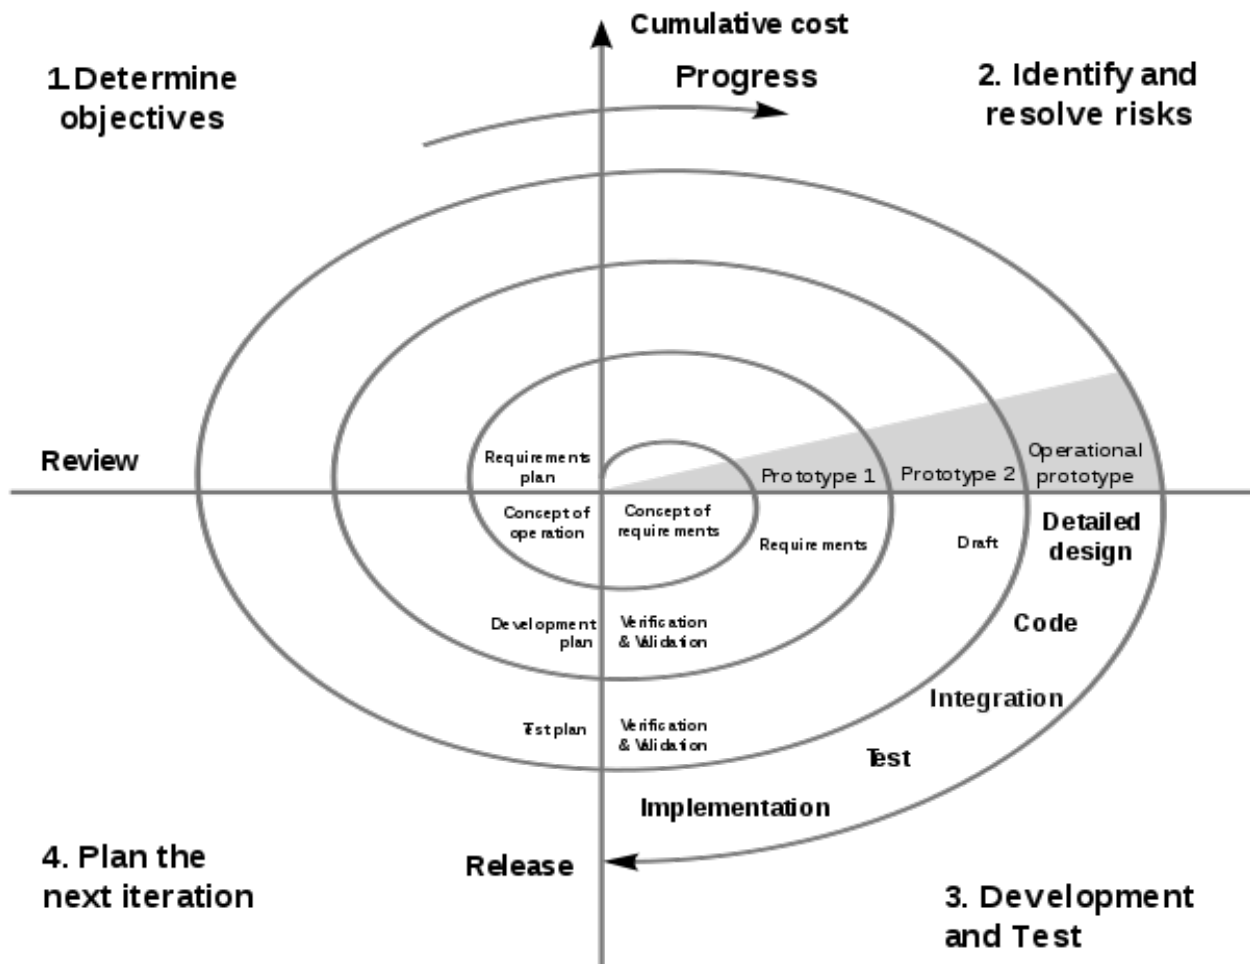 Cumulative cost
Progress
1.Determine
objectives
2. Identify and
resolve risks
Review
Requirements
plan
Prototype 1
Prototype 2
Operational
prototype
Concept of
operation
Concept of
requirements
Requirements
Draft
Detailed
design
Development
plan
Verification
& Validation
Code
Integration
Test plan
Verification
& Validation
Test
Implementation
Release
4. Plan the
next iteration
3. Development
and Test